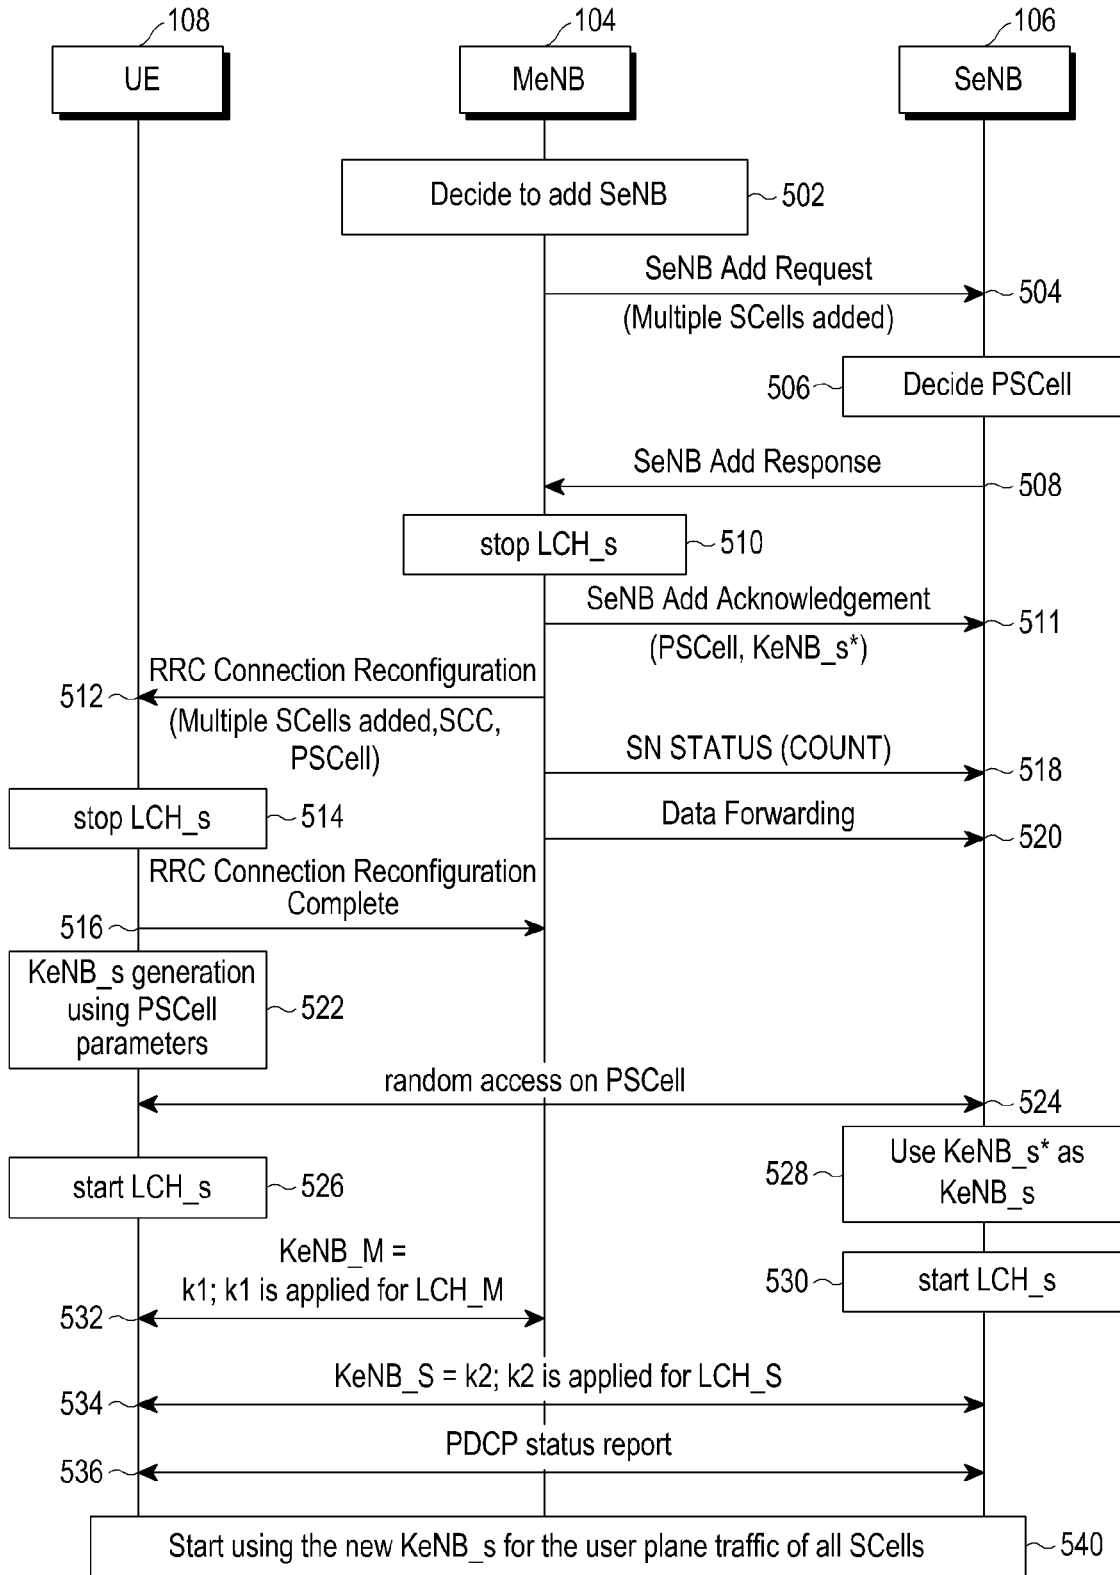 108
104
106
UE
MeNB
SeNB
Decide to add SeNB
502
SeNB Add Request
504
(Multiple SCells added)
506
Decide PSCell
SeNB Add Response
508
stop LCH_s
510
SeNB Add Acknowledgement
511
(PSCell, KeNB_s*)
RRC Connection Reconfiguration
512
(Multiple SCells added,SCC,
PSCell)
SN STATUS (COUNT)
518
stop LCH_s
514
Data Forwarding
520
RRC Connection Reconfiguration
Complete
516
KeNB_s generation
using PSCell
parameters
522
random access on PSCell
524
start LCH_s
526
528
Use KeNB_s* as
KeNB_s
KeNB_M =
k1; k1 is applied for LCH_M
532
530
start LCH_s
KeNB_S = k2; k2 is applied for LCH_S
534
PDCP status report
536
Start using the new KeNB_s for the user plane traffic of all SCells
540